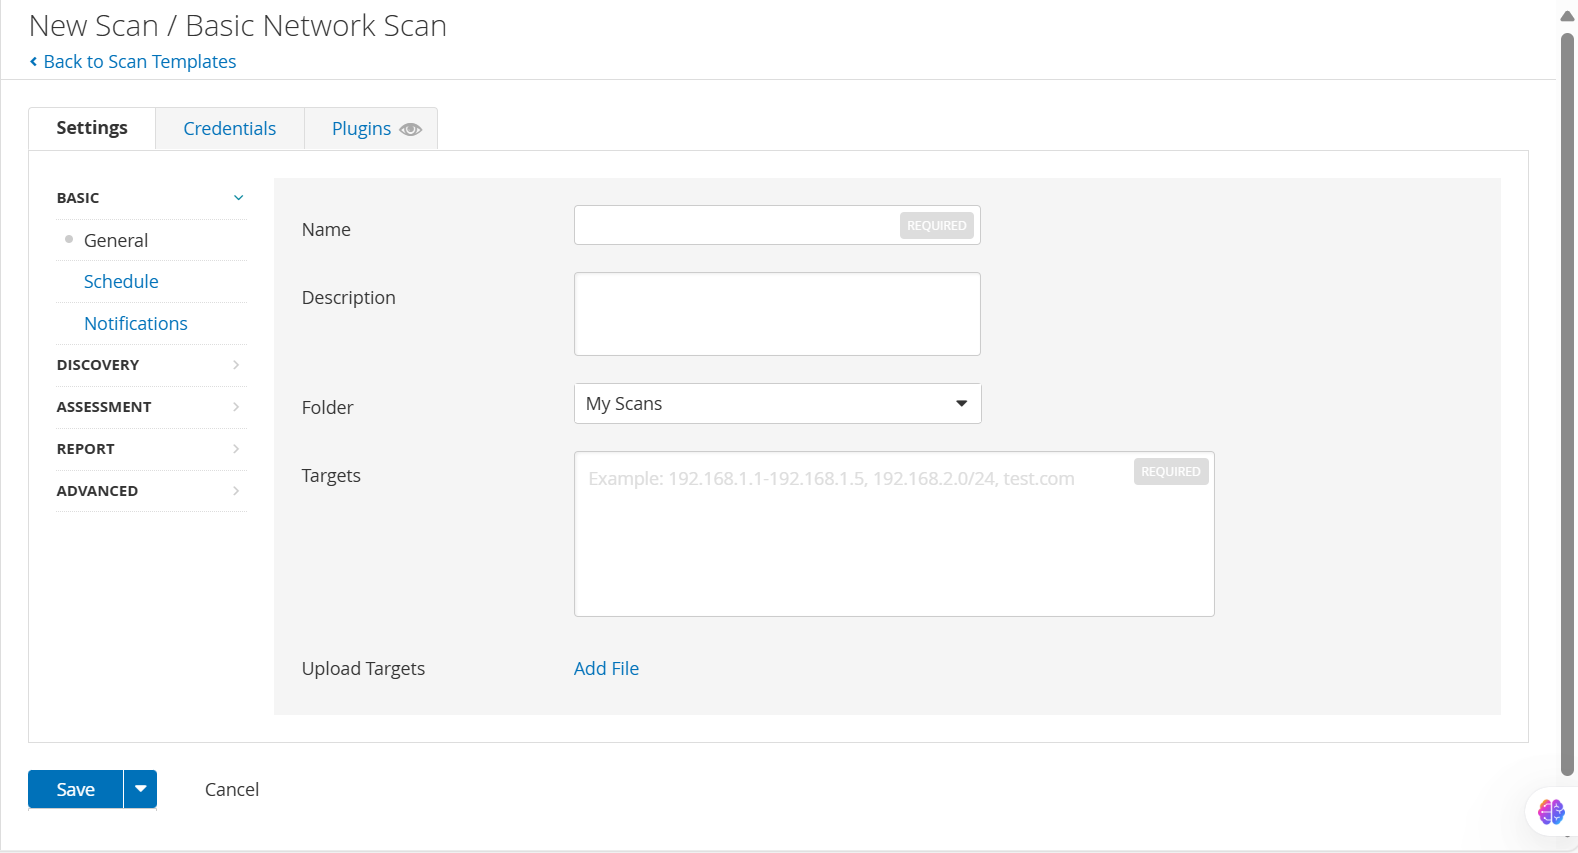 New Scan / Basic Network Scan
Back to Scan Templates
Settings
Credentials
Plugins
BASIC
General
Schedule
Notifications
DISCOVERY
ASSESSMENT
REPORT
ADVANCED
Name
REQUIRED
Description
Folder
My Scans
Targets
Example: 192.168.1.1-192.168.1.5, 192.168.2.0/24, test.com
REQUIRED
Upload Targets
Add File
Save
Cancel